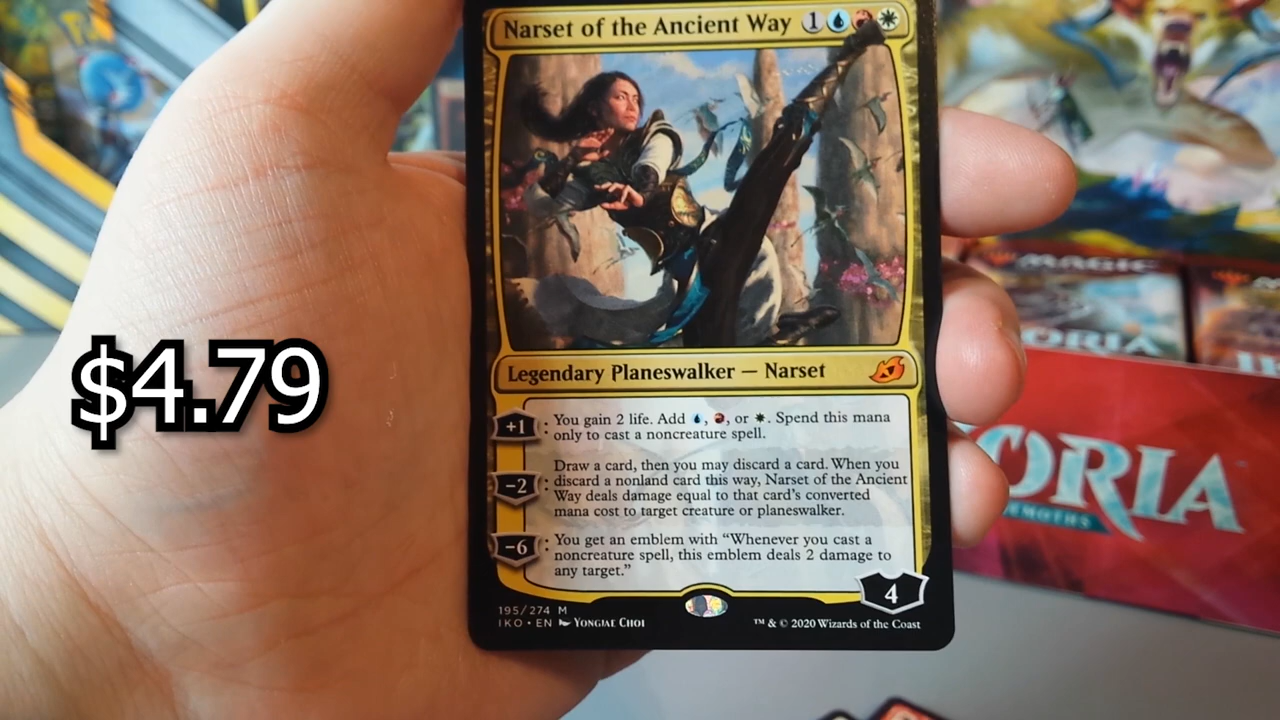 Narset of the Ancient Way 1
$4.79
Legendary Planeswalker — Narset
+1 : You gain 2 life. Add , , or . Spend this mana
only to cast a noncreature spell.
Draw a card, then you may discard a card. When you
-2 : discard a nonland card this way, Narset of the Ancient
Way deals damage equal to that card's converted
mana cost to target creature or planeswalker.
-6 : You get an emblem with “Whenever you cast a
noncreature spell, this emblem deals 2 damage to
any target.”
4
195/274 M
IKO • EN Yongjae Choi
™ & © 2020 Wizards of the Coast
MAGIC
ORIA
ORIA